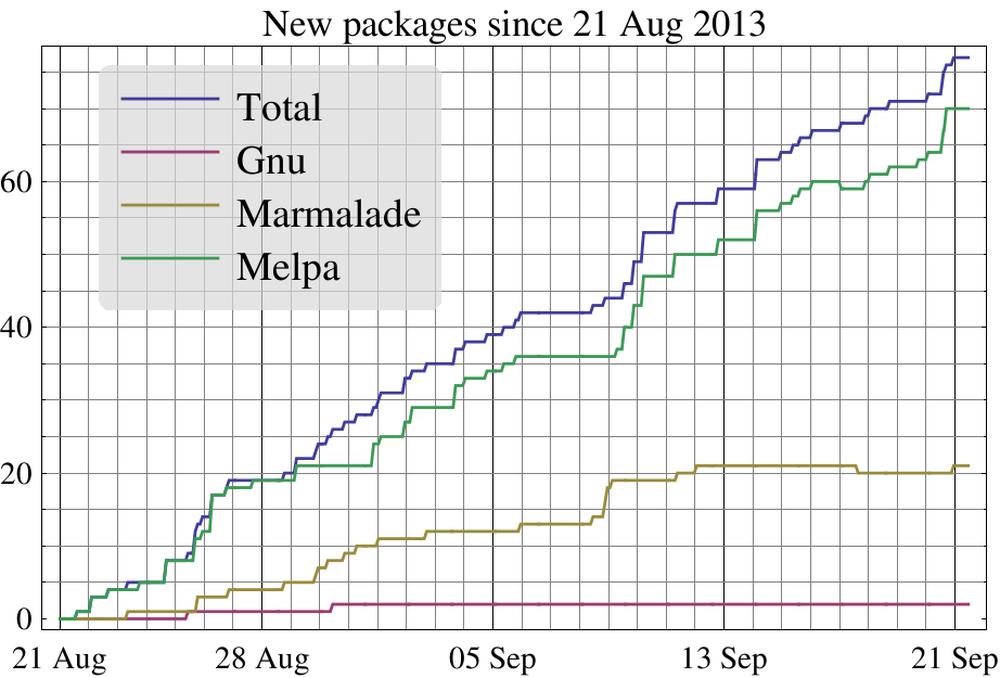 New packages since 21 Aug 2013
Total
Gnu
Marmalade
Melpa
60
40
20
0
21 Aug 28 Aug 05 Sep 13 Sep 21 Sep